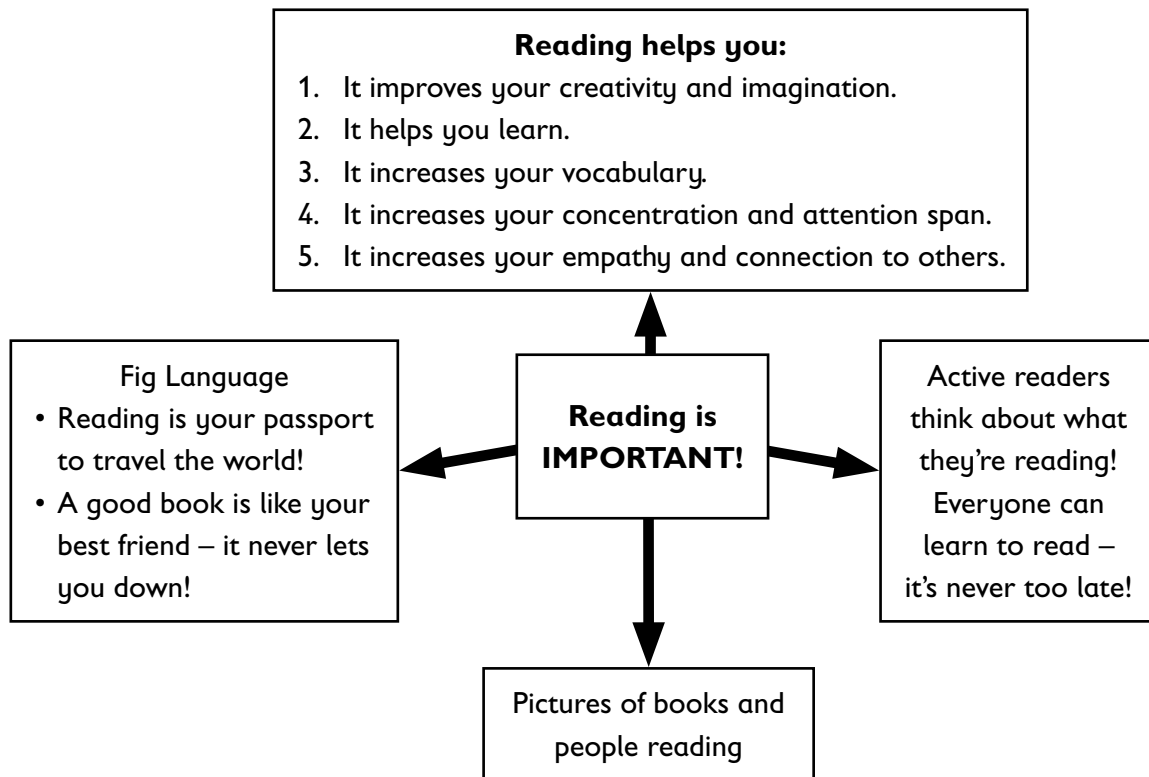 Reading helps you:
1. It improves your creativity and imagination.
2. It helps you learn.
3. It increases your vocabulary.
4. It increases your concentration and attention span.
5. It increases your empathy and connection to others.
Fig Language
• Reading is your passport
to travel the world!
• A good book is like your
best friend – it never lets
you down!
Reading is
IMPORTANT!
Active readers
think about what
they’re reading!
Everyone can
learn to read –
it’s never too late!
Pictures of books and
people reading